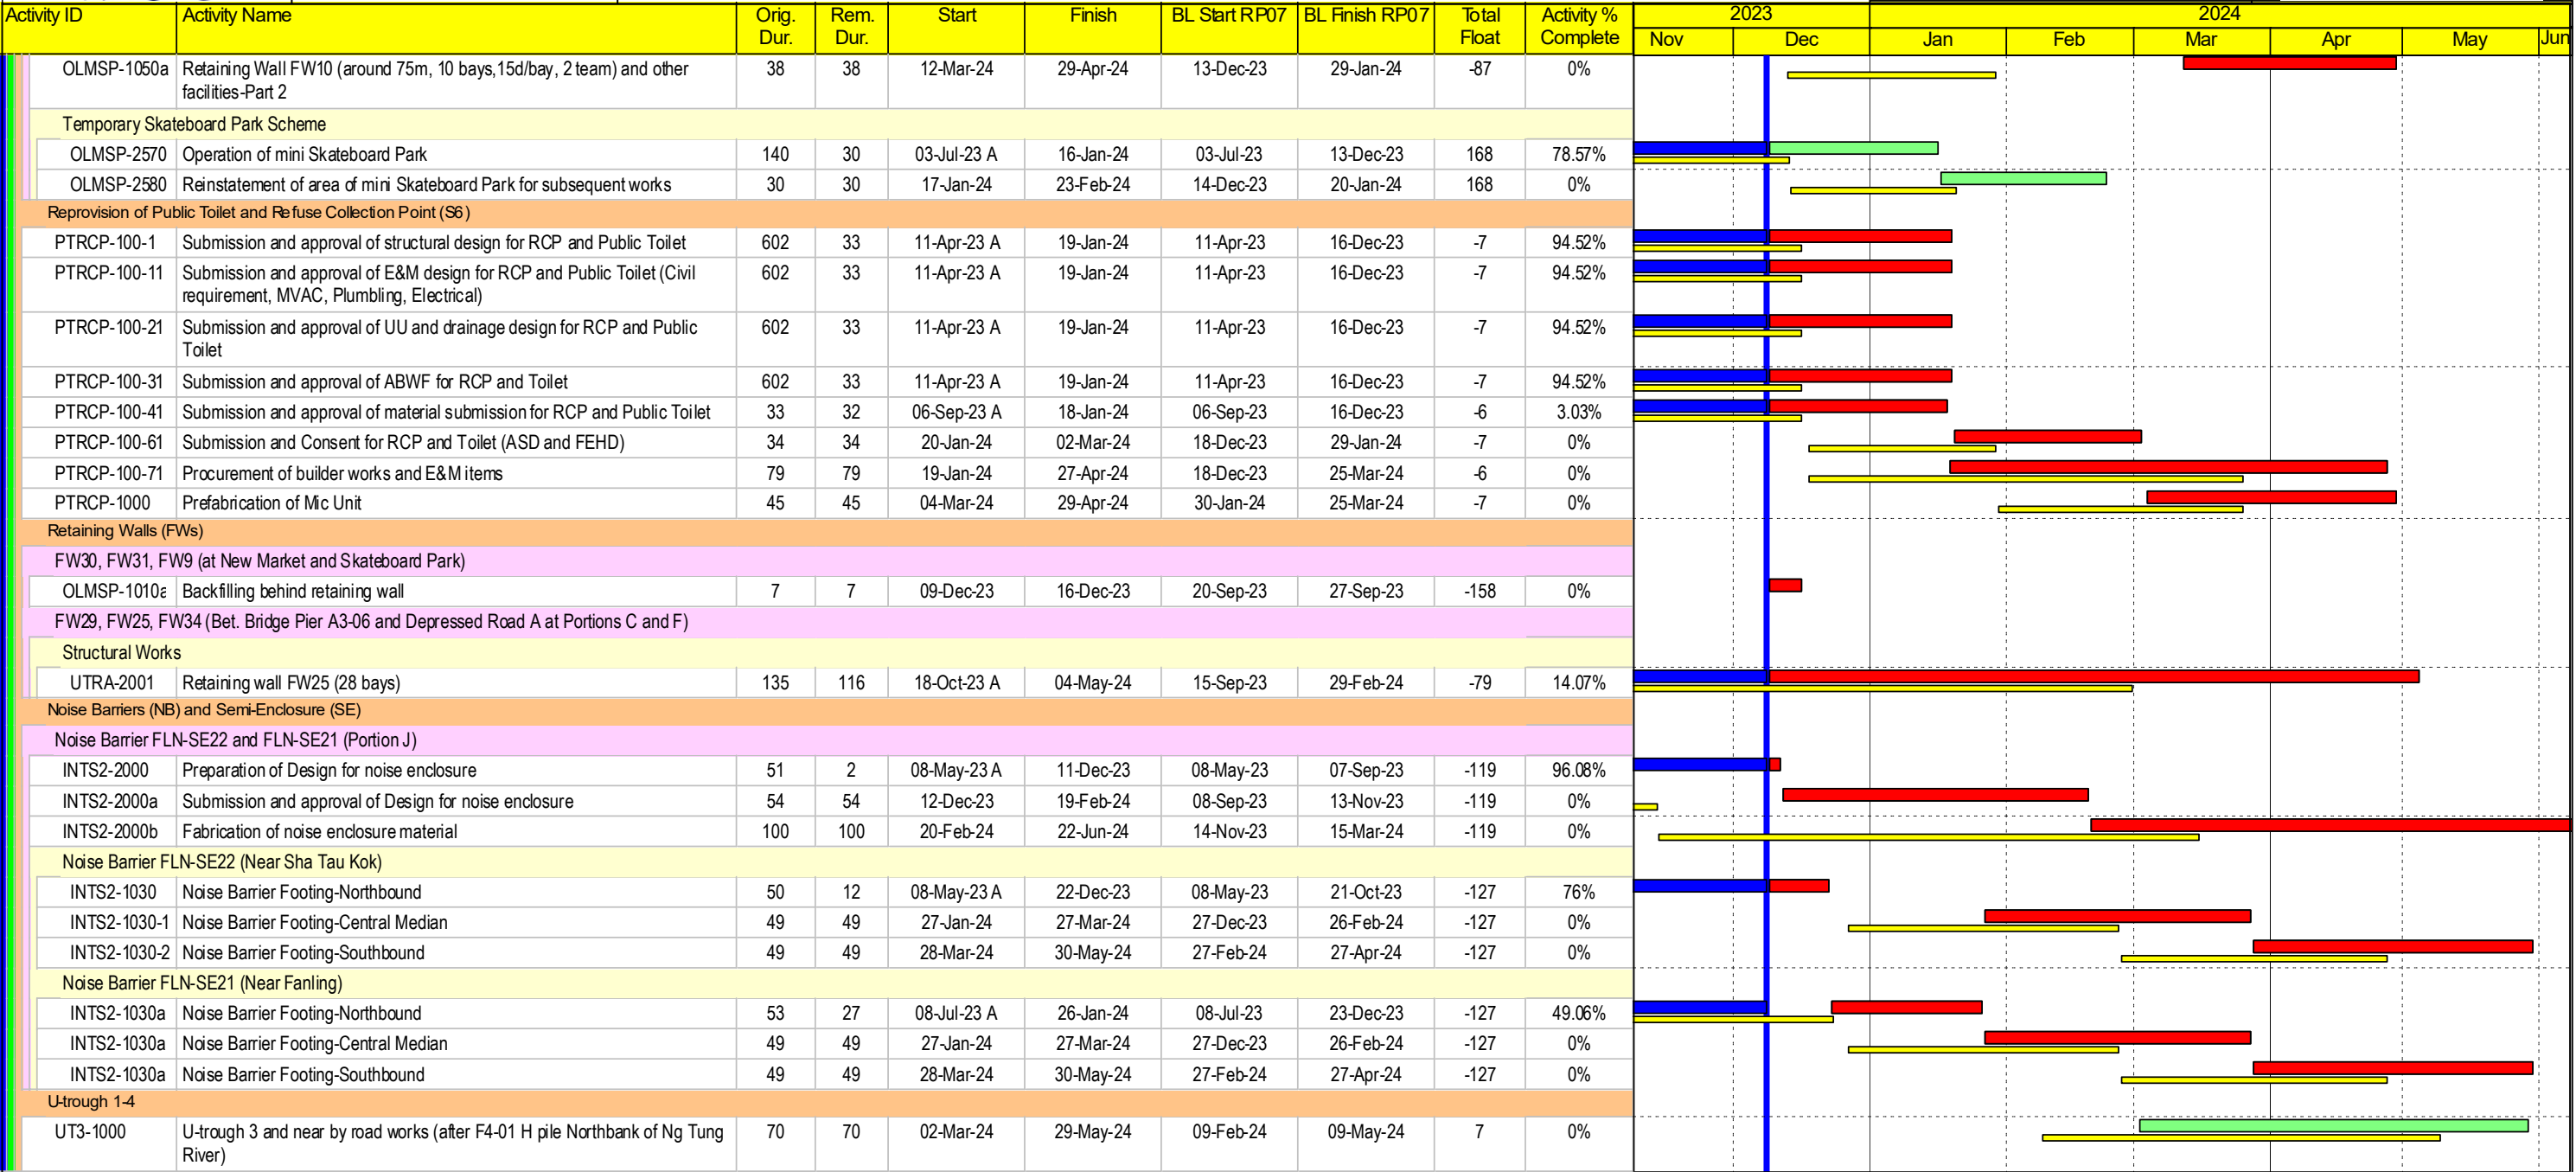 Activity ID Activity Name Orig. Dur. Rem. Dur. Start Finish BL Start RP07 BL Finish RP07 Total Float Activity % Complete 2023 2024
Nov Dec Jan Feb Mar Apr May Jun
OLMSP-1050a Retaining Wall FW10 (around 75m, 10 bays,15d/bay, 2 team) and other 38 38 12-Mar-24 29-Apr-24 13-Dec-23 29-Jan-24 -87 0%
facilities-Part 2
Temporary Skateboard Park Scheme
OLMSP-2570 Operation of mini Skateboard Park 140 30 03-Jul-23 A 16-Jan-24 03-Jul-23 13-Dec-23 168 78.57%
OLMSP-2580 Reinstatement of area of mini Skateboard Park for subsequent works 30 30 17-Jan-24 23-Feb-24 14-Dec-23 20-Jan-24 168 0%
Reprovision of Public Toilet and Refuse Collection Point (S6)
PTRCP-100-1 Submission and approval of structural design for RCP and Public Toilet 602 33 11-Apr-23 A 19-Jan-24 11-Apr-23 16-Dec-23 -7 94.52%
PTRCP-100-11 Submission and approval of E&M design for RCP and Public Toilet (Civil 602 33 11-Apr-23 A 19-Jan-24 11-Apr-23 16-Dec-23 -7 94.52%
requirement, MVAC, Plumbling, Electrical)
PTRCP-100-21 Submission and approval of UU and drainage design for RCP and Public 602 33 11-Apr-23 A 19-Jan-24 11-Apr-23 16-Dec-23 -7 94.52%
Toilet
PTRCP-100-31 Submission and approval of ABWF for RCP and Toilet 602 33 11-Apr-23 A 19-Jan-24 11-Apr-23 16-Dec-23 -7 94.52%
PTRCP-100-41 Submission and approval of material submission for RCP and Public Toilet 33 32 06-Sep-23 A 18-Jan-24 06-Sep-23 16-Dec-23 -6 3.03%
PTRCP-100-61 Submission and Consent for RCP and Toilet (ASD and FEHD) 34 34 20-Jan-24 02-Mar-24 18-Dec-23 29-Jan-24 -7 0%
PTRCP-100-71 Procurement of builder works and E&M items 79 79 19-Jan-24 27-Apr-24 18-Dec-23 25-Mar-24 -6 0%
PTRCP-1000 Prefabrication of Mic Unit 45 45 04-Mar-24 29-Apr-24 30-Jan-24 25-Mar-24 -7 0%
Retaining Walls (FWs)
FW30, FW31, FW9 (at New Market and Skateboard Park)
OLMSP-1010a Backfilling behind retaining wall 7 7 09-Dec-23 16-Dec-23 20-Sep-23 27-Sep-23 -158 0%
FW29, FW25, FW34 (Bet. Bridge Pier A3-06 and Depressed Road A at Portions C and F)
Structural Works
UTRA-2001 Retaining wall FW25 (28 bays) 135 116 18-Oct-23 A 04-May-24 15-Sep-23 29-Feb-24 -79 14.07%
Noise Barriers (NB) and Semi-Enclosure (SE)
Noise Barrier FLN-SE22 and FLN-SE21 (Portion J)
INTS2-2000 Preparation of Design for noise enclosure 51 2 08-May-23 A 11-Dec-23 08-May-23 07-Sep-23 -119 96.08%
INTS2-2000a Submission and approval of Design for noise enclosure 54 54 12-Dec-23 19-Feb-24 08-Sep-23 13-Nov-23 -119 0%
INTS2-2000b Fabrication of noise enclosure material 100 100 20-Feb-24 22-Jun-24 14-Nov-23 15-Mar-24 -119 0%
Noise Barrier FLN-SE22 (Near Sha Tau Kok)
INTS2-1030 Noise Barrier Footing-Northbound 50 12 08-May-23 A 22-Dec-23 08-May-23 21-Oct-23 -127 76%
INTS2-1030-1 Noise Barrier Footing-Central Median 49 49 27-Jan-24 27-Mar-24 27-Dec-23 26-Feb-24 -127 0%
INTS2-1030-2 Noise Barrier Footing-Southbound 49 49 28-Mar-24 30-May-24 27-Feb-24 27-Apr-24 -127 0%
Noise Barrier FLN-SE21 (Near Fanling)
INTS2-1030a Noise Barrier Footing-Northbound 53 27 08-Jul-23 A 26-Jan-24 08-Jul-23 23-Dec-23 -127 49.06%
INTS2-1030a Noise Barrier Footing-Central Median 49 49 27-Jan-24 27-Mar-24 27-Dec-23 26-Feb-24 -127 0%
INTS2-1030a Noise Barrier Footing-Southbound 49 49 28-Mar-24 30-May-24 27-Feb-24 27-Apr-24 -127 0%
U-trough 1-4
UT3-1000 U-trough 3 and near by road works (after F4-01 H pile Northbank of Ng Tung 70 70 02-Mar-24 29-May-24 09-Feb-24 09-May-24 7 0%
River)